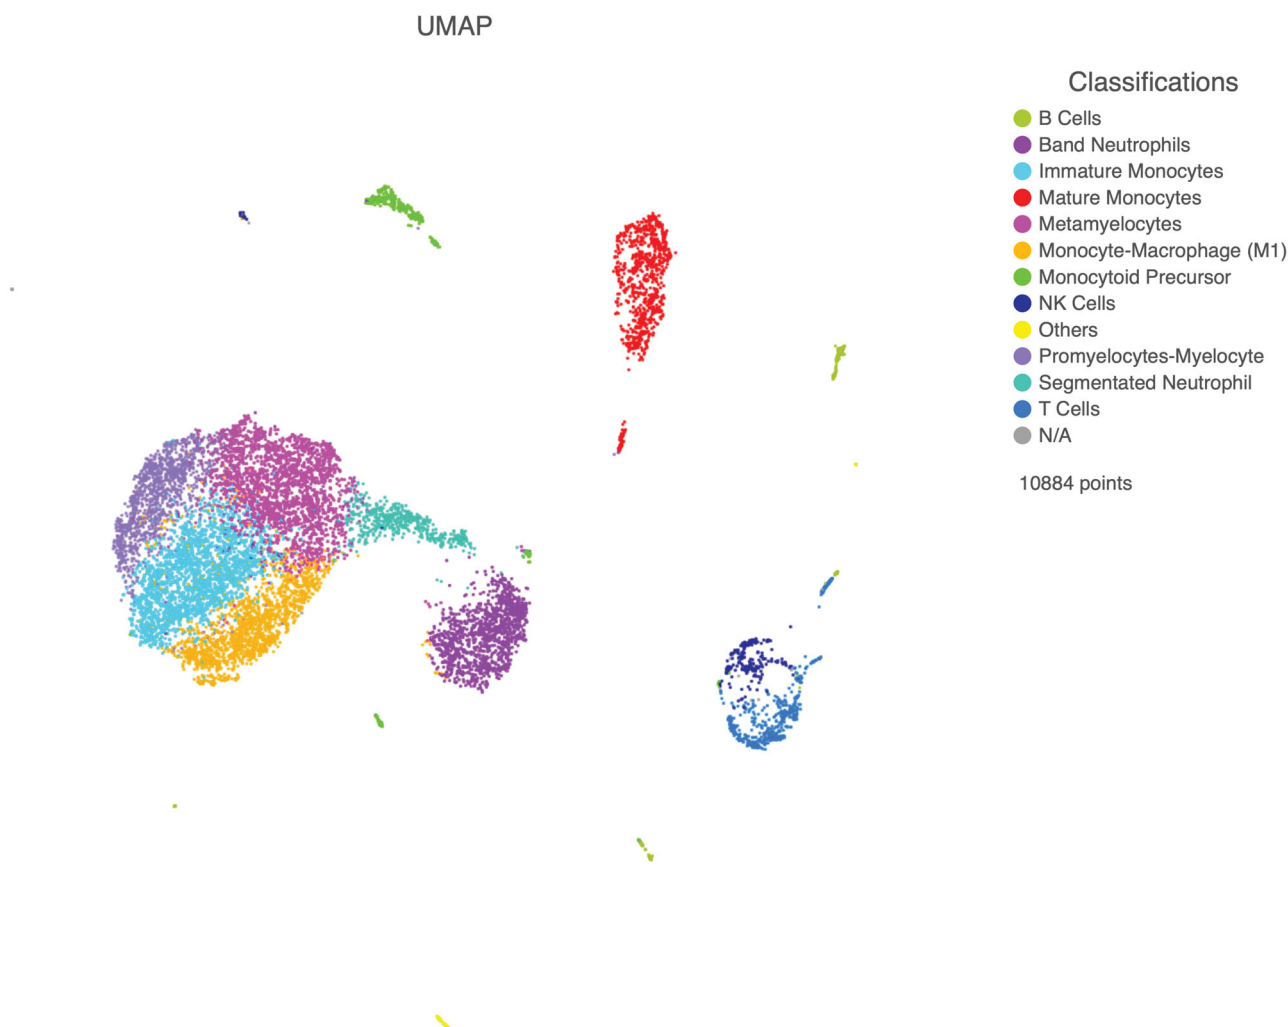 UMAP
Classifications
B Cells
Band Neutrophils
Immature Monocytes
Mature Monocytes
Metamyelocytes
Monocyte-Macrophage (M1)
Monocytoid Precursor
NK Cells
Others
Promyelocytes-Myelocyte
Segmentated Neutrophil
T Cells
N/A
10884 points